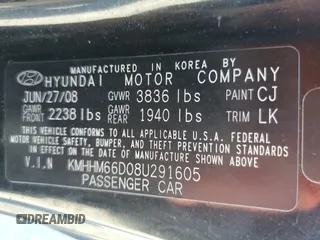 MANUFACTURED IN KOREA BY
HYUNDAI MOTOR COMPANY
JUN/27/08 GVWR 3836 lbs PAINT CJ
GAWR FRONT 2238 lbs GAWR REAR 1940 lbs TRIM LK
THIS VEHICLE CONFORMS TO ALL APPLICABLE U.S.A. FEDERAL
MOTOR VEHICLE SAFETY, BUMPER, AND THEFT PREVENTION
STANDARDS IN EFFECT ON THE DATE OF MANUFACTURE SHOWN ABOVE.
V.I.N KMHHM66D08U291605
PASSENGER CAR
DREAMBID